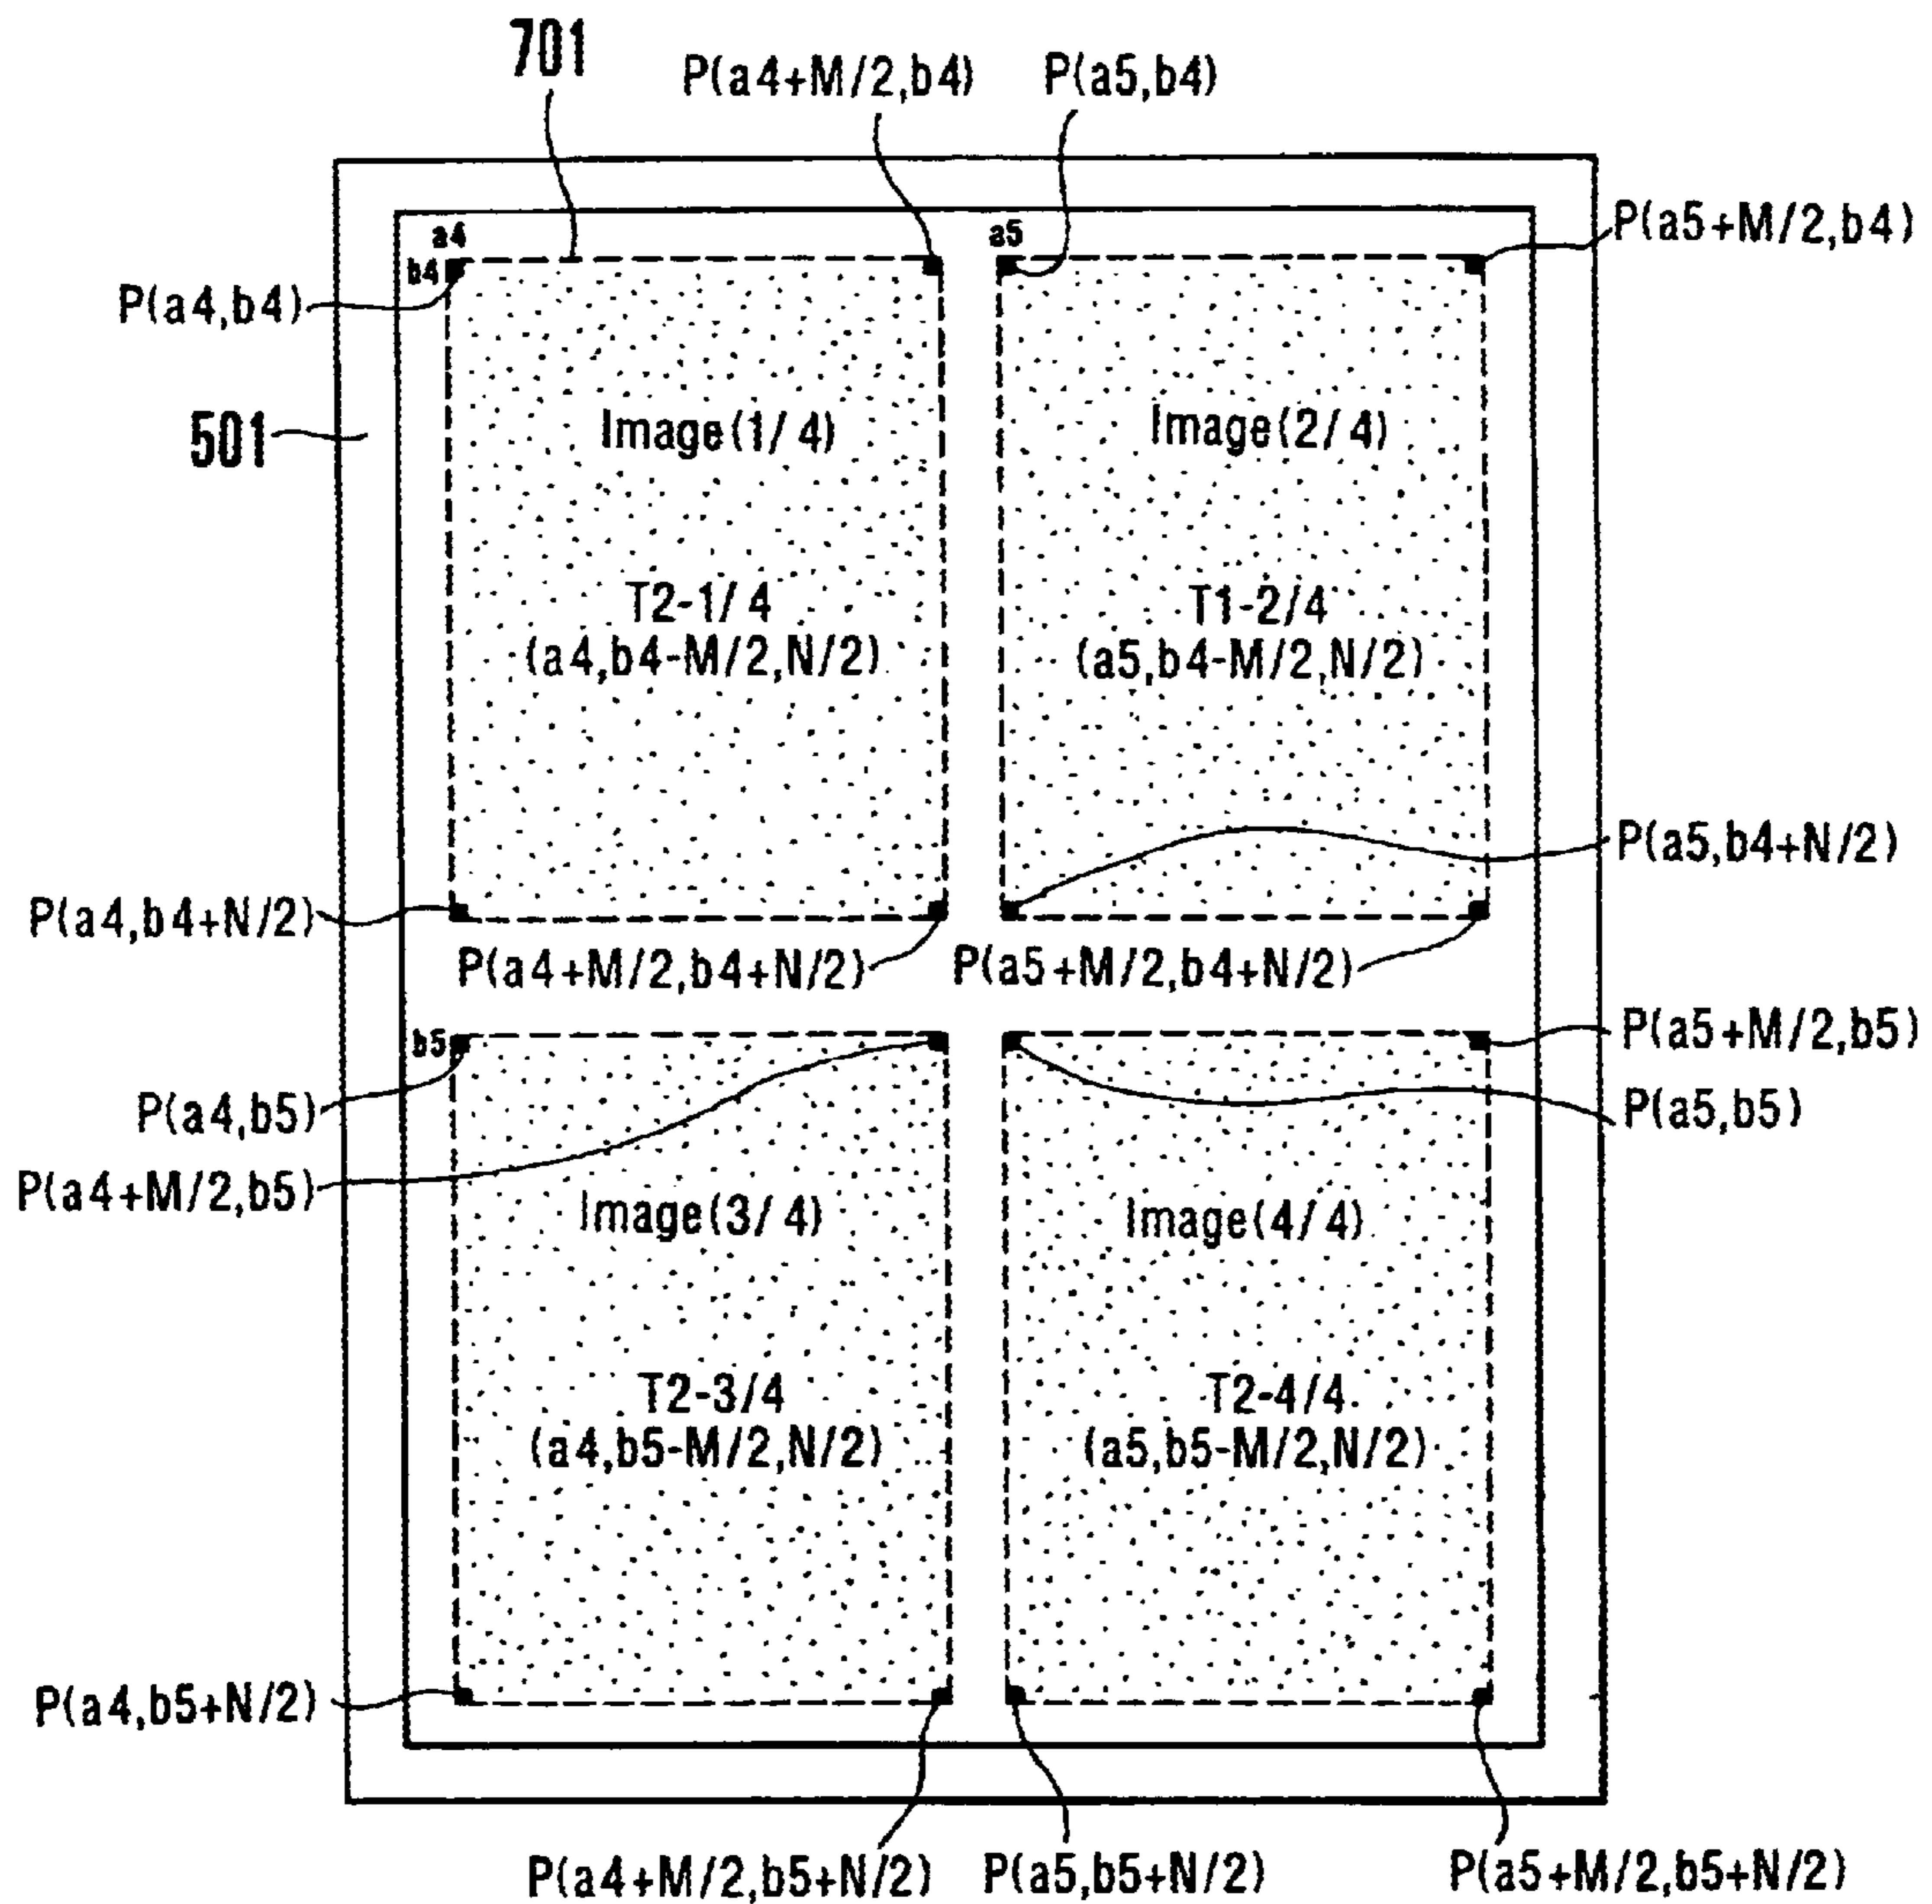 701
P(a4+M/2,b4)
P(a5,b4)
P(a5+M/2,b4)
a4
a5
b4
P(a4,b4)
501
Image(1/4)
Image(2/4)
T2-1/4
(a4,b4-M/2,N/2)
T1-2/4
(a5,b4-M/2,N/2)
P(a5,b4+N/2)
P(a4,b4+N/2)
P(a4+M/2,b4+N/2)
P(a5+M/2,b4+N/2)
b5
P(a5+M/2,b5)
P(a4,b5)
P(a5,b5)
P(a4+M/2,b5)
Image(3/4)
Image(4/4)
T2-3/4
(a4,b5-M/2,N/2)
T2-4/4
(a5,b5-M/2,N/2)
P(a4,b5+N/2)
P(a4+M/2,b5+N/2)
P(a5,b5+N/2)
P(a5+M/2,b5+N/2)